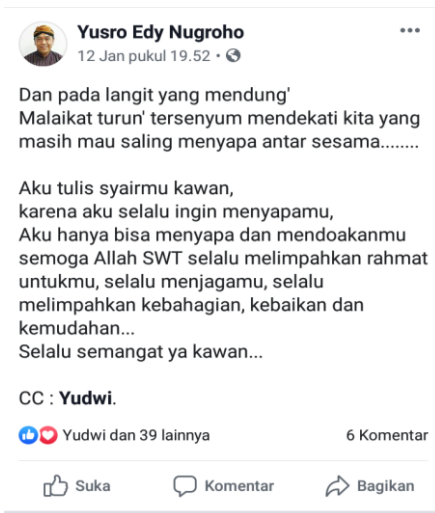 Yusro Edy Nugroho
12 Jan pukul 19.52 •
Dan pada langit yang mendung'
Malaikat turun' tersenyum mendekati kita yang
masih mau saling menyapa antar sesama........
Aku tulis syairmu kawan,
karena aku selalu ingin menyapamu,
Aku hanya bisa menyapa dan mendoakanmu
semoga Allah SWT selalu melimpahkan rahmat
untukmu, selalu menjagamu, selalu
melimpahkan kebahagian, kebaikan dan
kemudahan...
Selalu semangat ya kawan...
CC : Yudwi.
Yudwi dan 39 lainnya 6 Komentar
Suka Komentar Bagikan